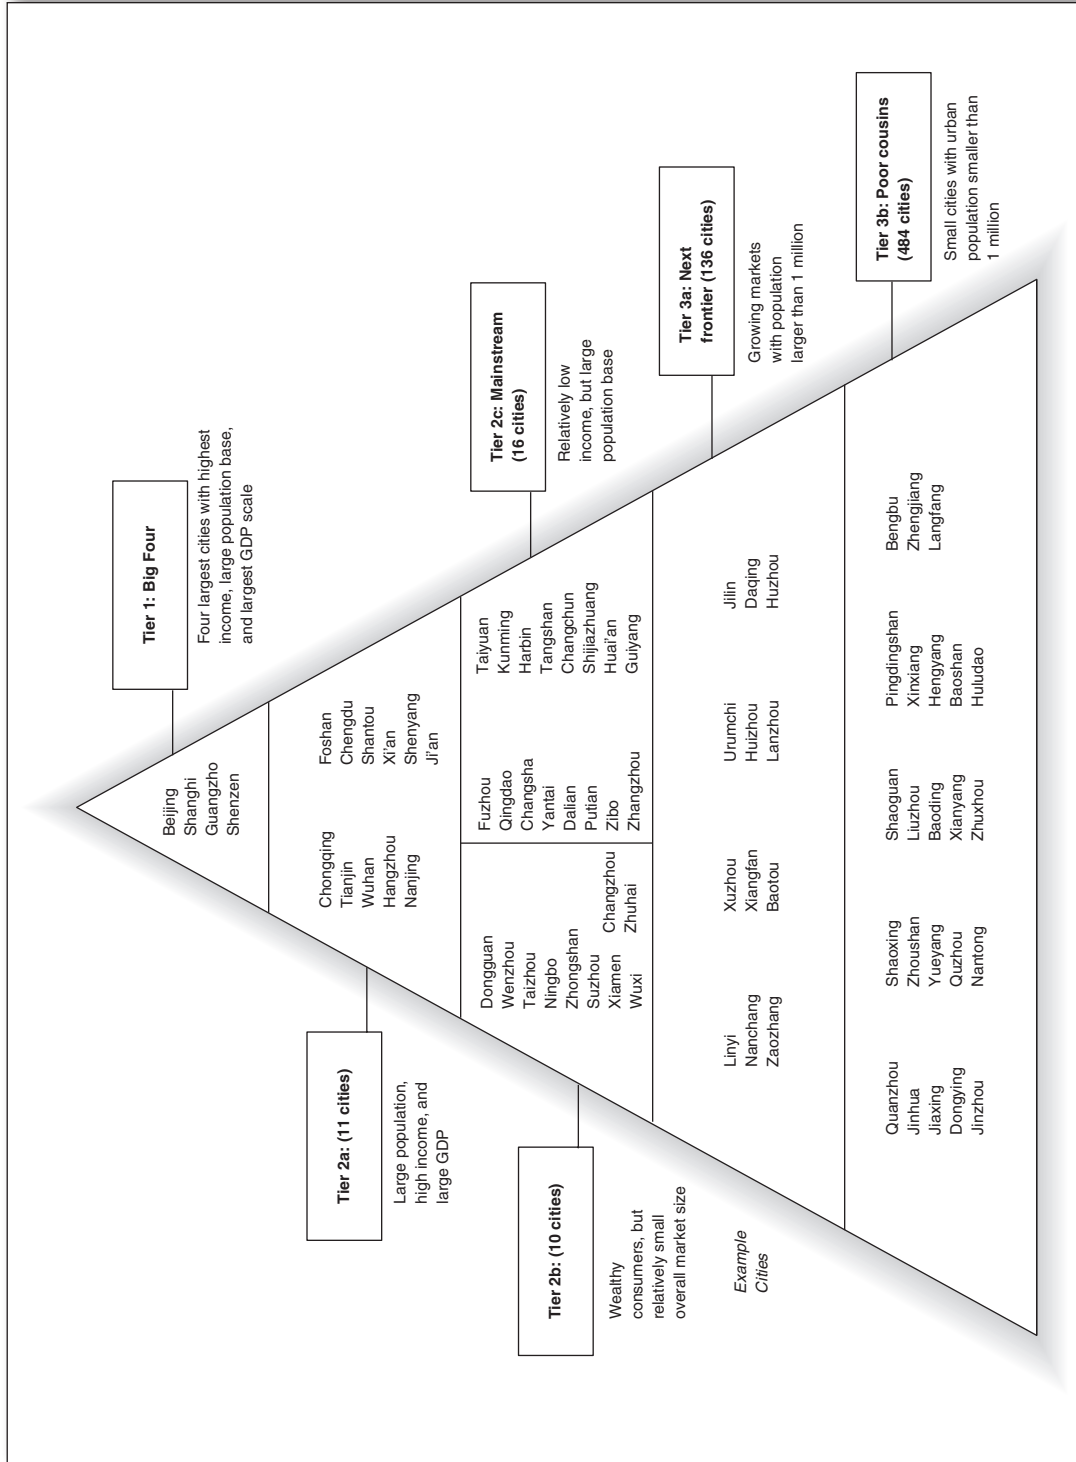 Tier 1: Big Four
Four largest cities with highest
income, large population base,
and largest GDP scale
Beijing
Shanghi
Guangzho
Shenzen
Tier 2a: (11 cities)
Large population,
high income, and
large GDP
Chongqing
Tianjin
Wuhan
Hangzhou
Nanjing
Foshan
Chengdu
Shantou
Xi'an
Shenyang
Ji'an
Tier 2b: (10 cities)
Wealthy
consumers, but
relatively small
overall market size
Dongguan
Wenzhou
Taizhou
Ningbo
Zhongshan
Suzhou
Xiamen
Wuxi
Changzhou
Zhuhai
Tier 2c: Mainstream
(16 cities)
Relatively low
income, but large
population base
Fuzhou
Qingdao
Changsha
Yantai
Dalian
Putian
Zibo
Zhangzhou
Taiyuan
Kunming
Harbin
Tangshan
Changchun
Shijiazhuang
Huai'an
Guiyang
Tier 3a: Next
frontier (136 cities)
Growing markets
with population
larger than 1 million
Example
Cities
Linyi
Nanchang
Zaozhang
Xuzhou
Xiangfan
Baotou
Urumchi
Huizhou
Lanzhou
Jilin
Daqing
Huzhou
Tier 3b: Poor cousins
(484 cities)
Small cities with urban
population smaller than
1 million
Quanzhou
Jinhua
Jiaxing
Dongying
Jinzhou
Shaoxing
Zhoushan
Yueyang
Quzhou
Nantong
Shaoguan
Liuzhou
Baoding
Xianyang
Zhuxhou
Pingdingshan
Xinxiang
Hengyang
Baoshan
Huludao
Bengbu
Zhengjiang
Langfang